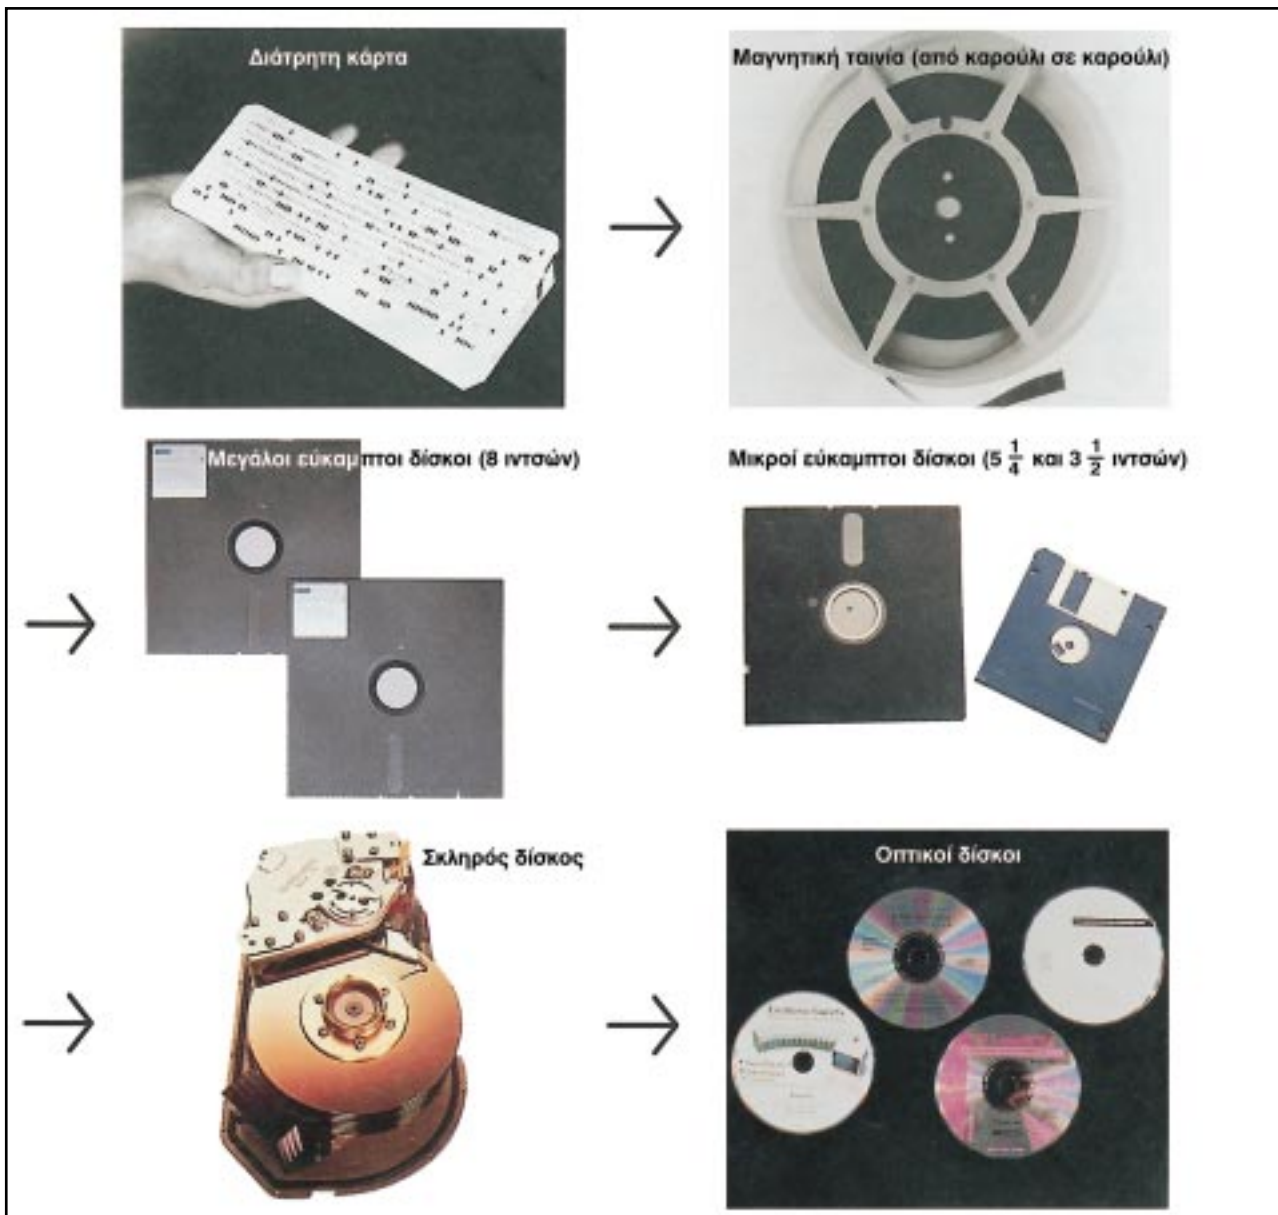 Διάτρητη κάρτα
Μαγνητική ταινία (από καρούλι σε καρούλι)
Μεγάλοι εύκαμπτοι δίσκοι (8 ιντσών)
Μικροί εύκαμπτοι δίσκοι (5 1/4 και 3 1/2 ιντσών)
Σκληρός δίσκος
Οπτικοί δίσκοι